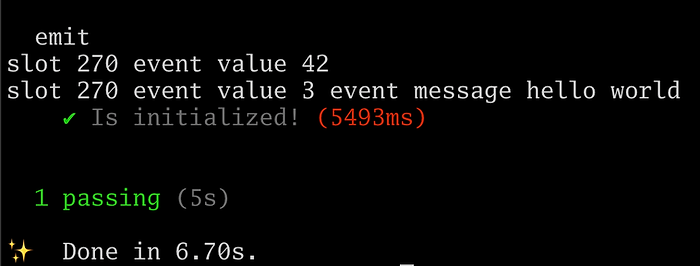 emit
slot 270 event value 42
slot 270 event value 3 event message hello world
✔ Is initialized! (5493ms)
1 passing (5s)
✨ Done in 6.70s.